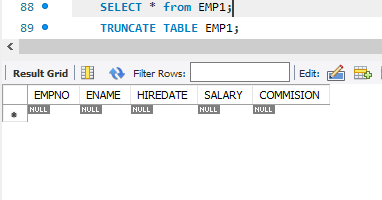 88 SELECT * from EMP1;
89 TRUNCATE TABLE EMP1;
Result Grid Filter Rows: Edit:
EMPNO ENAME HIREDATE SALARY COMMISION
NULL NULL NULL NULL NULL